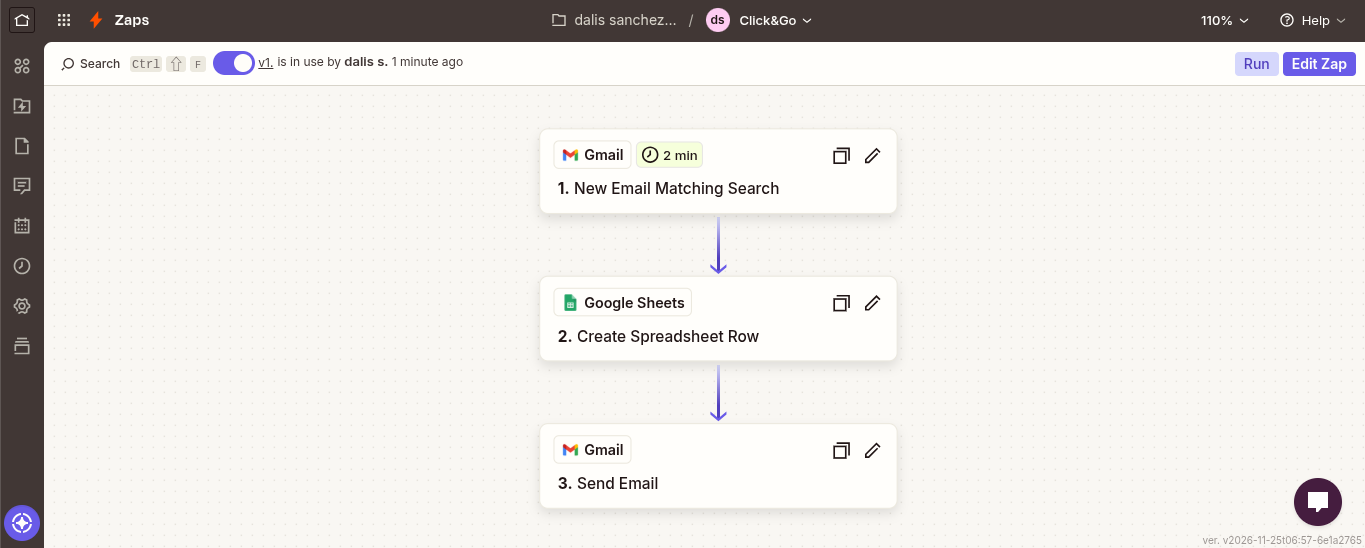 Zaps
dalis sanchez... / ds Click&Go
110% Help
Search Ctrl ⇧ F v1. is in use by dalis s. 1 minute ago
Run Edit Zap
Gmail 2 min
1. New Email Matching Search
Google Sheets
2. Create Spreadsheet Row
Gmail
3. Send Email
ver. v2026-11-25t06:57-6e1a2765